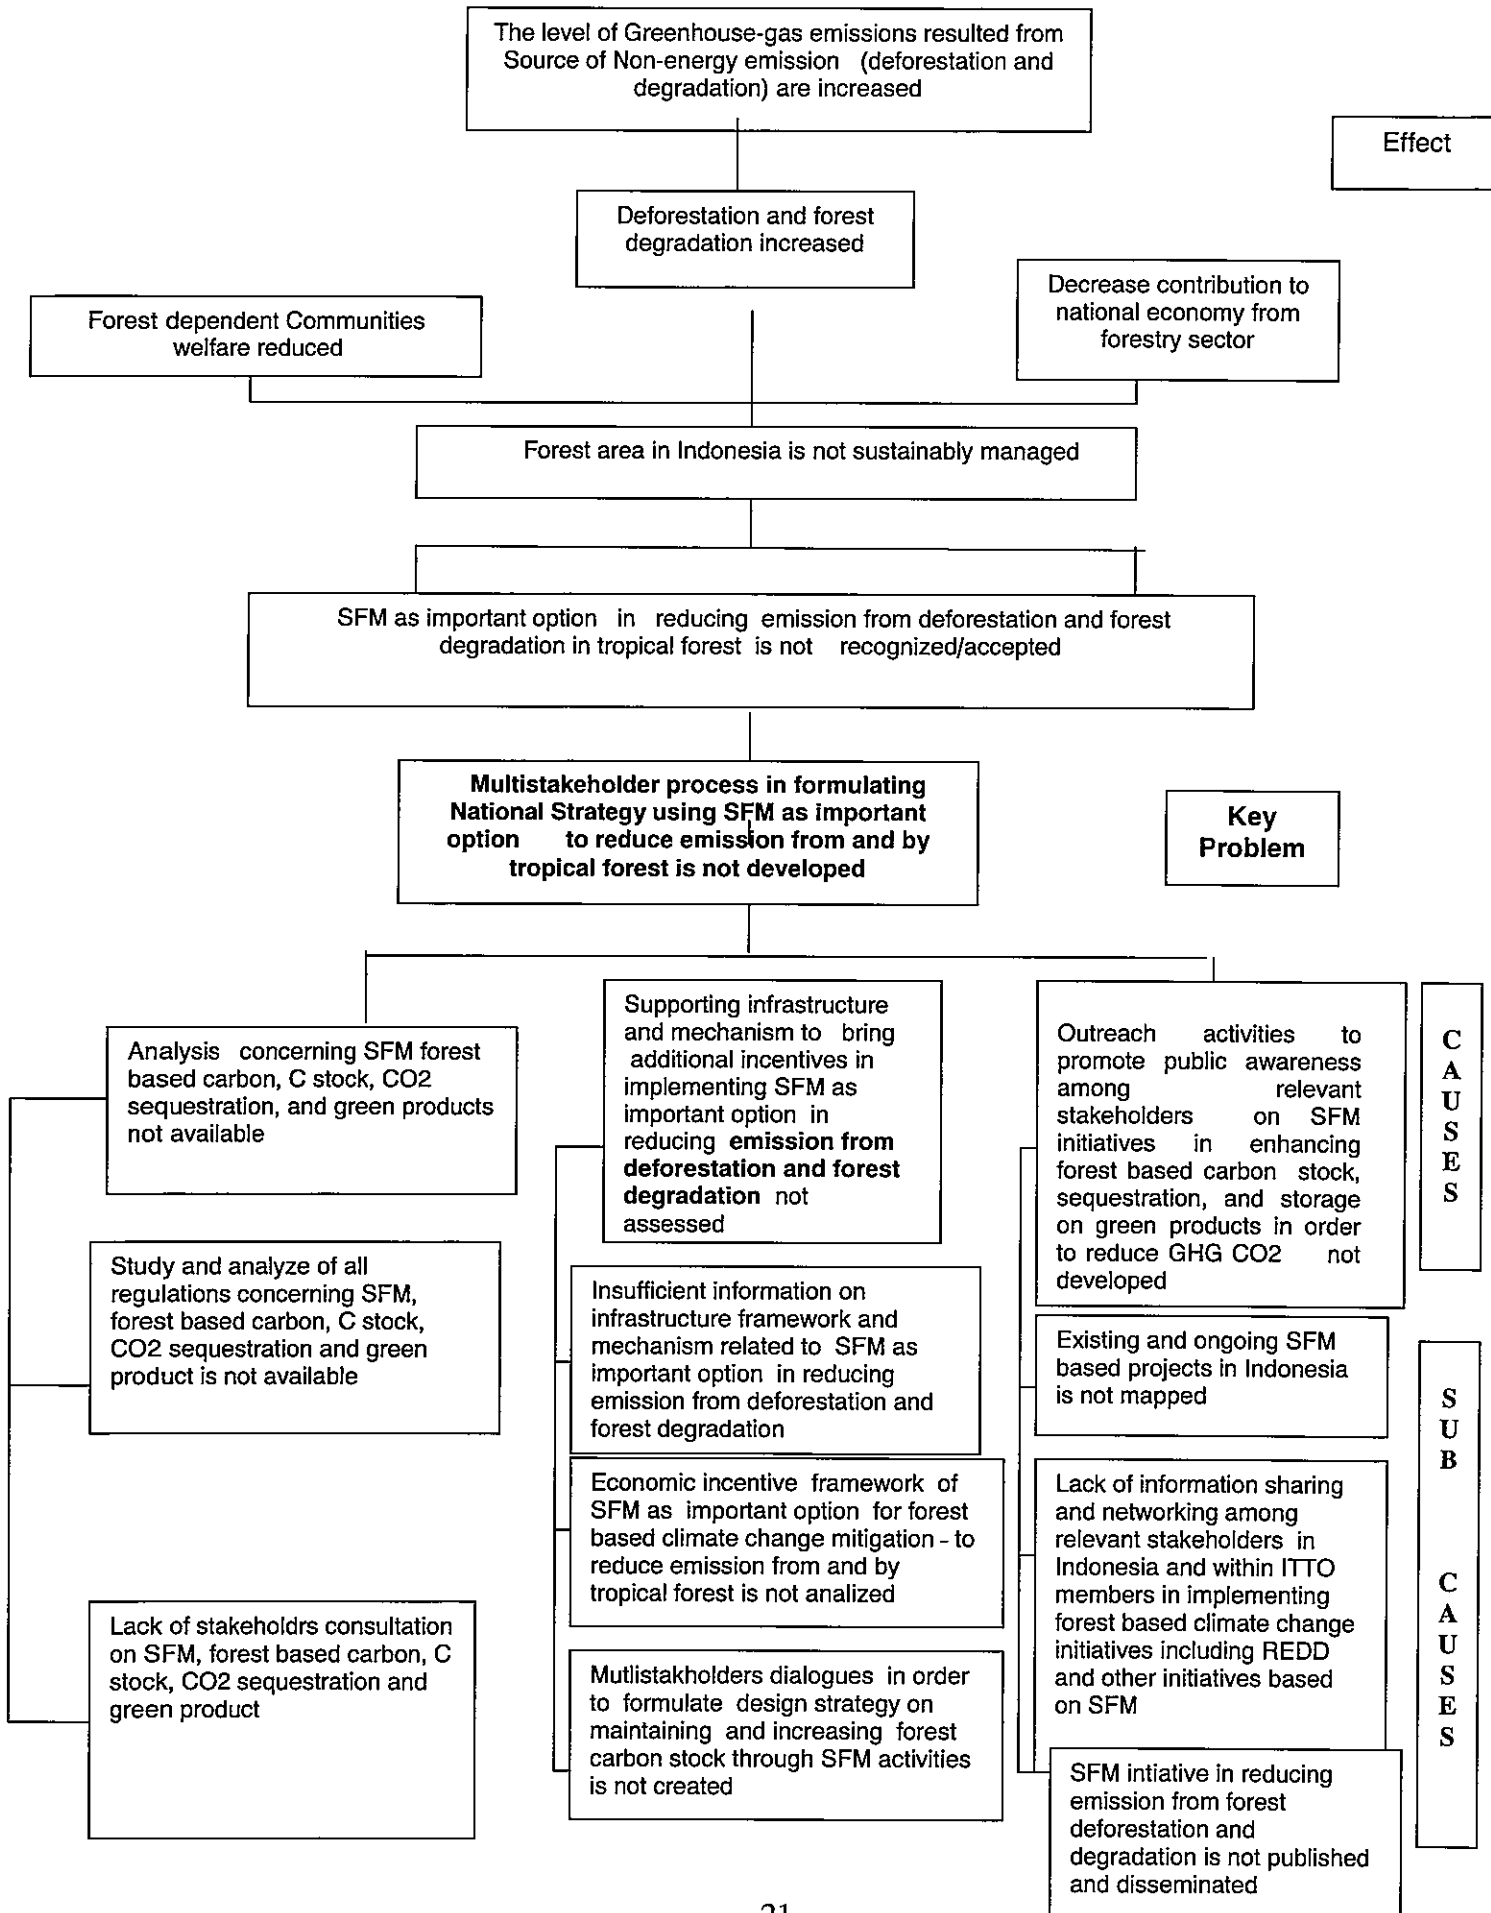 The level of Greenhouse-gas emissions resulted from
Source of Non-energy emission (deforestation and
degradation) are increased
Effect
Deforestation and forest
degradation increased
Forest dependent Communities
welfare reduced
Decrease contribution to
national economy from
forestry sector
Forest area in Indonesia is not sustainably managed
SFM as important option in reducing emission from deforestation and forest
degradation in tropical forest is not recognized/accepted
Multistakeholder process in formulating
National Strategy using SFM as important
option to reduce emission from and by
tropical forest is not developed
Key
Problem
Analysis concerning SFM forest
based carbon, C stock, CO2
sequestration, and green products
not available
Study and analyze of all
regulations concerning SFM,
forest based carbon, C stock,
CO2 sequestration and green
product is not available
Lack of stakeholdrs consultation
on SFM, forest based carbon, C
stock, CO2 sequestration and
green product
Supporting infrastructure
and mechanism to bring
additional incentives in
implementing SFM as
important option in
reducing emission from
deforestation and forest
degradation not
assessed
Insufficient information on
infrastructure framework and
mechanism related to SFM as
important option in reducing
emission from deforestation and
forest degradation
Economic incentive framework of
SFM as important option for forest
based climate change mitigation - to
reduce emission from and by
tropical forest is not analized
Mutlistakholders dialogues in order
to formulate design strategy on
maintaining and increasing forest
carbon stock through SFM activities
is not created
Outreach activities to
promote public awareness
among relevant
stakeholders on SFM
initiatives in enhancing
forest based carbon stock,
sequestration, and storage
on green products in order
to reduce GHG CO2 not
developed
Existing and ongoing SFM
based projects in Indonesia
is not mapped
Lack of information sharing
and networking among
relevant stakeholders in
Indonesia and within ITTO
members in implementing
forest based climate change
initiatives including REDD
and other initiatives based
on SFM
SFM intiative in reducing
emission from forest
deforestation and
degradation is not published
and disseminated
C
A
U
S
E
S
S
U
B
C
A
U
S
E
S
21